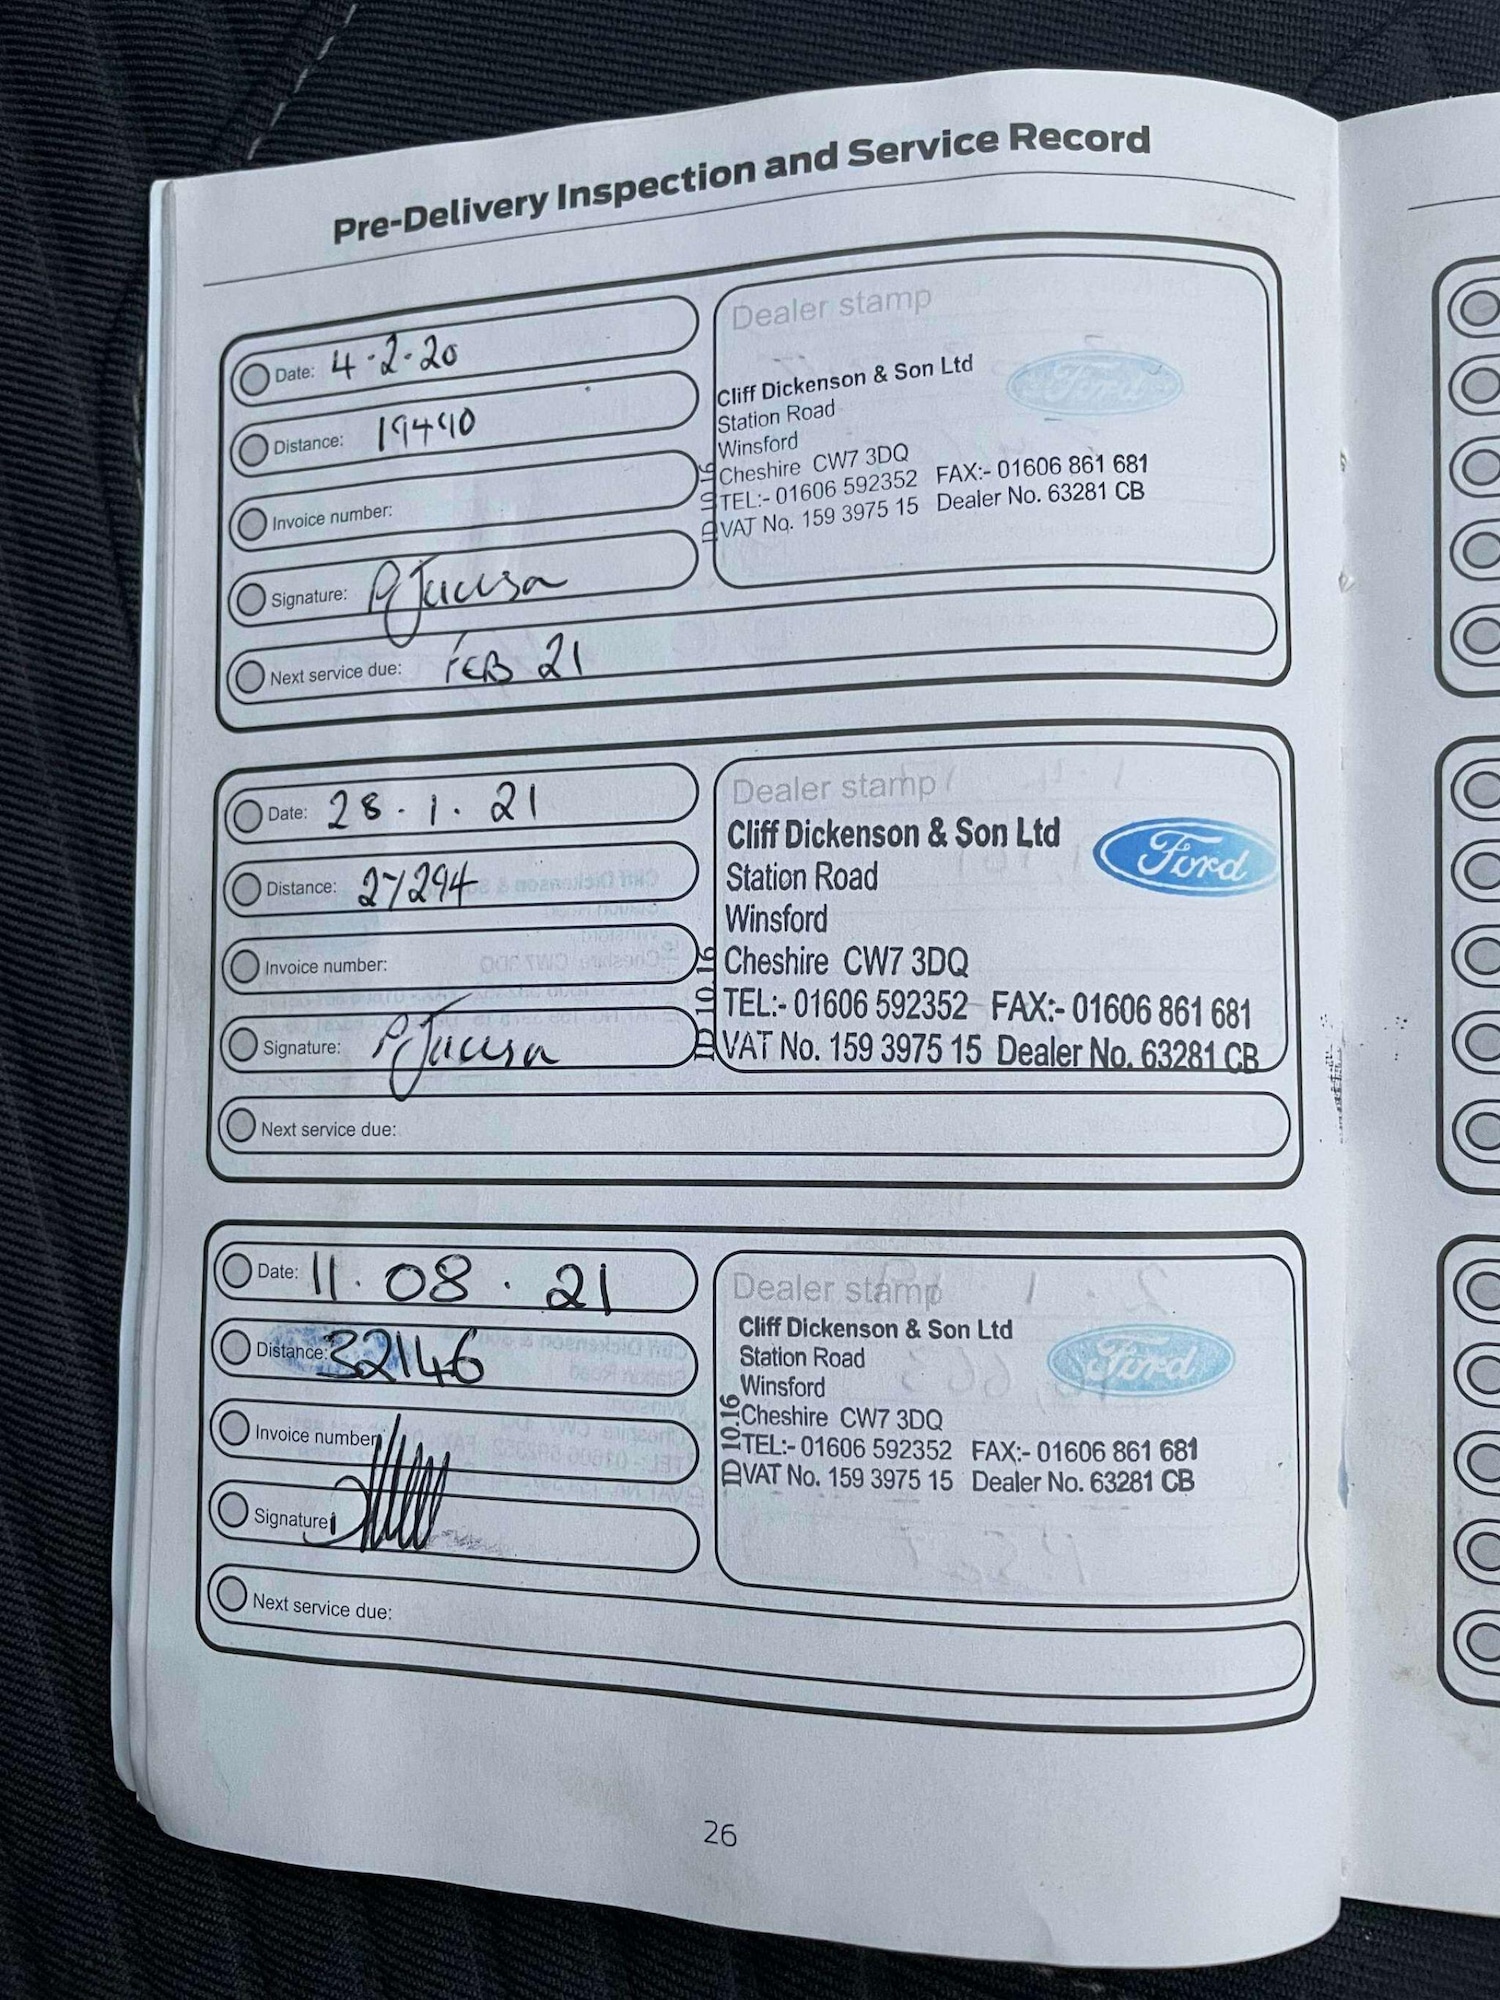 Pre-Delivery Inspection and Service Record
Date: 4·2·20
Distance: 19440
Invoice number:
Signature:
Next service due: FEB 21
Dealer stamp
Ford
Cliff Dickenson & Son Ltd
Station Road
Winsford
Cheshire CW7 3DQ
TEL:- 01606 592352 FAX:- 01606 861 681
VAT No. 159 3975 15 Dealer No. 63281 CB
ID 10.16
Date: 28·1·21
Distance: 27294
Invoice number:
Signature:
Next service due:
Dealer stamp
Ford
Cliff Dickenson & Son Ltd
Station Road
Winsford
Cheshire CW7 3DQ
TEL:- 01606 592352 FAX:- 01606 861 681
VAT No. 159 3975 15 Dealer No. 63281 CB
ID 10.16
Date: 11·08·21
Distance: 32146
Invoice number
Signature
Next service due:
Dealer stamp
Ford
Cliff Dickenson & Son Ltd
Station Road
Winsford
Cheshire CW7 3DQ
TEL:- 01606 592352 FAX:- 01606 861 681
VAT No. 159 3975 15 Dealer No. 63281 CB
ID 10.16
26